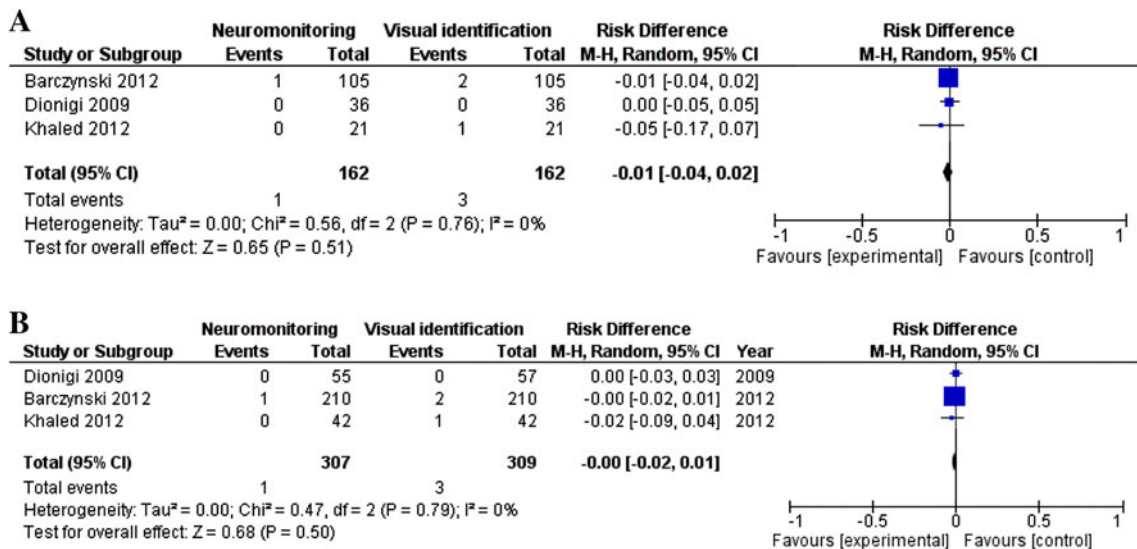 A
Neuromonitoring Visual identification Risk Difference Risk Difference
Study or Subgroup Events Total Events Total M-H, Random, 95% CI M-H, Random, 95% CI
Barczynski 2012 1 105 2 105 -0.01 [-0.04, 0.02]
Dionigi 2009 0 36 0 36 0.00 [-0.05, 0.05]
Khaled 2012 0 21 1 21 -0.05 [-0.17, 0.07]
Total (95% CI) 162 162 -0.01 [-0.04, 0.02]
Total events 1 3
Heterogeneity: Tau² = 0.00; Chi² = 0.56, df = 2 (P = 0.76); I² = 0%
Test for overall effect: Z = 0.65 (P = 0.51)
-1 -0.5 0 0.5 1
Favours [experimental] Favours [control]
B
Neuromonitoring Visual identification Risk Difference Risk Difference
Study or Subgroup Events Total Events Total M-H, Random, 95% CI Year M-H, Random, 95% CI
Dionigi 2009 0 55 0 57 0.00 [-0.03, 0.03] 2009
Barczynski 2012 1 210 2 210 -0.00 [-0.02, 0.01] 2012
Khaled 2012 0 42 1 42 -0.02 [-0.09, 0.04] 2012
Total (95% CI) 307 309 -0.00 [-0.02, 0.01]
Total events 1 3
Heterogeneity: Tau² = 0.00; Chi² = 0.47, df = 2 (P = 0.79); I² = 0%
Test for overall effect: Z = 0.68 (P = 0.50)
-1 -0.5 0 0.5 1
Favours [experimental] Favours [control]